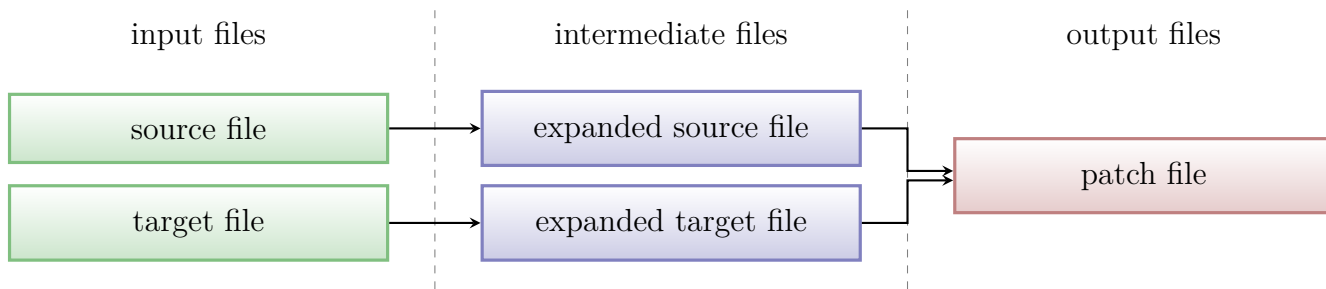 input files
intermediate files
output files
source file
expanded source file
target file
expanded target file
patch file